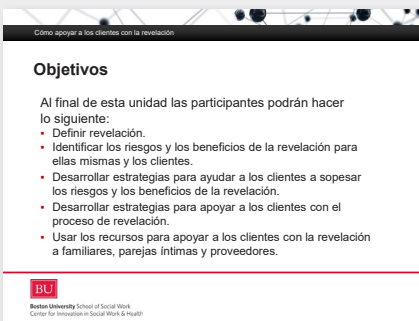 Cómo apoyar a los clientes con la revelación
Objetivos
Al final de esta unidad las participantes podrán hacer
lo siguiente:
▪ Definir revelación.
▪ Identificar los riesgos y los beneficios de la revelación para
ellas mismas y los clientes.
▪ Desarrollar estrategias para ayudar a los clientes a sopesar
los riesgos y los beneficios de la revelación.
▪ Desarrollar estrategias para apoyar a los clientes con el
proceso de revelación.
▪ Usar los recursos para apoyar a los clientes con la revelación
a familiares, parejas íntimas y proveedores.
BU
Boston University School of Social Work
Center for Innovation in Social Work & Health